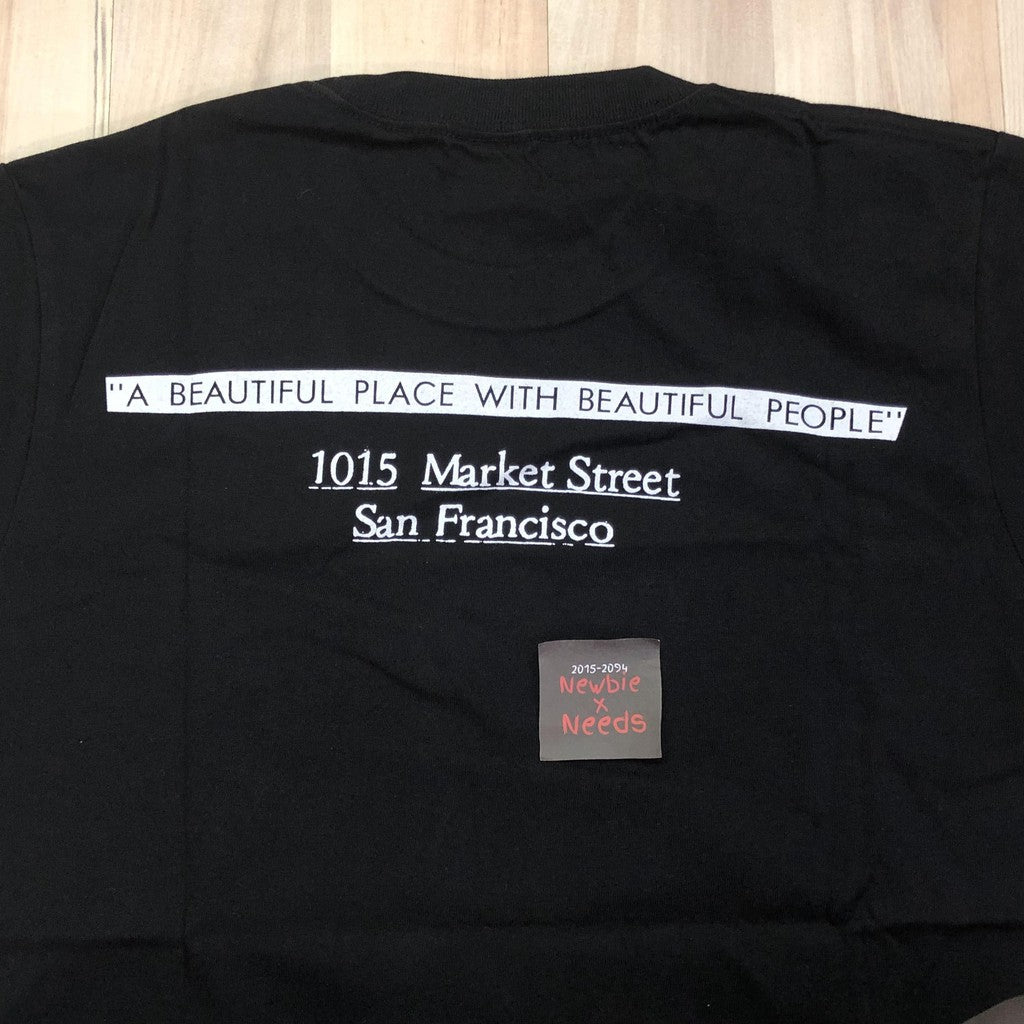 "A BEAUTIFUL PLACE WITH BEAUTIFUL PEOPLE"
1015 Market Street
San Francisco
2015-2094
Newbie
x
Needs